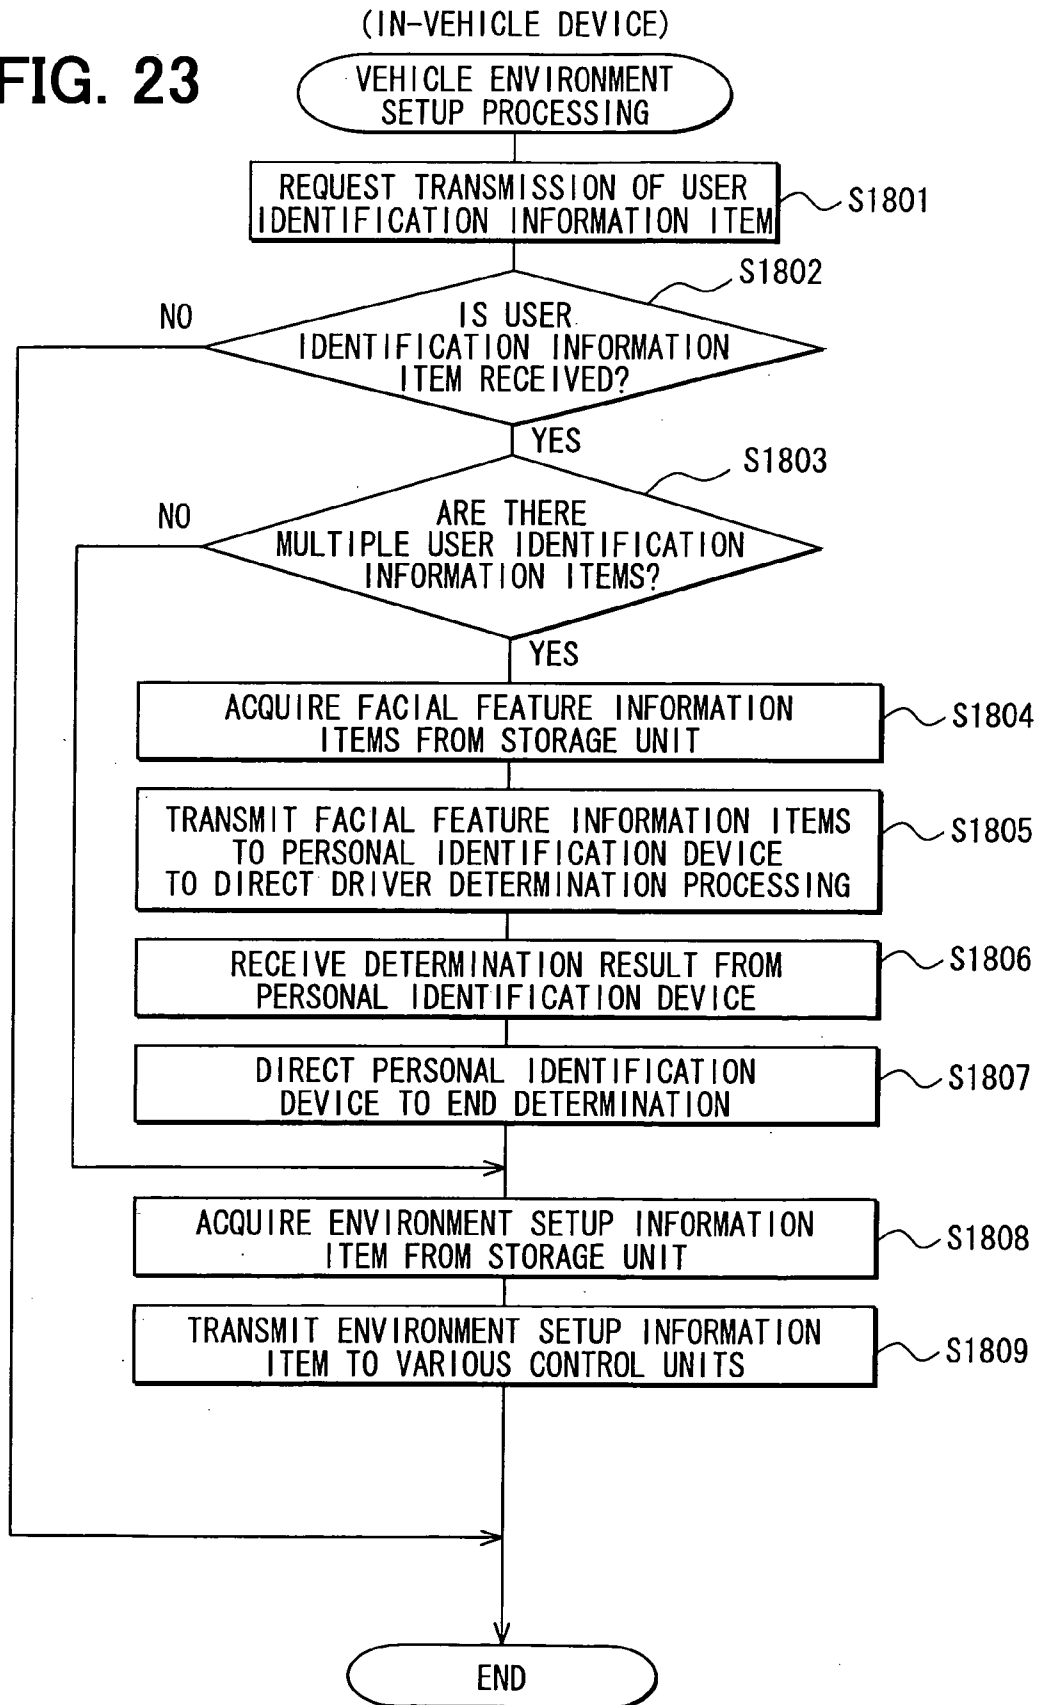 (IN-VEHICLE DEVICE)
FIG. 23
VEHICLE ENVIRONMENT
SETUP PROCESSING
REQUEST TRANSMISSION OF USER
IDENTIFICATION INFORMATION ITEM
S1801
S1802
NO
IS USER
IDENTIFICATION INFORMATION
ITEM RECEIVED?
YES
S1803
NO
ARE THERE
MULTIPLE USER IDENTIFICATION
INFORMATION ITEMS?
YES
ACQUIRE FACIAL FEATURE INFORMATION
ITEMS FROM STORAGE UNIT
S1804
TRANSMIT FACIAL FEATURE INFORMATION ITEMS
TO PERSONAL IDENTIFICATION DEVICE
TO DIRECT DRIVER DETERMINATION PROCESSING
S1805
RECEIVE DETERMINATION RESULT FROM
PERSONAL IDENTIFICATION DEVICE
S1806
DIRECT PERSONAL IDENTIFICATION
DEVICE TO END DETERMINATION
S1807
ACQUIRE ENVIRONMENT SETUP INFORMATION
ITEM FROM STORAGE UNIT
S1808
TRANSMIT ENVIRONMENT SETUP INFORMATION
ITEM TO VARIOUS CONTROL UNITS
S1809
END